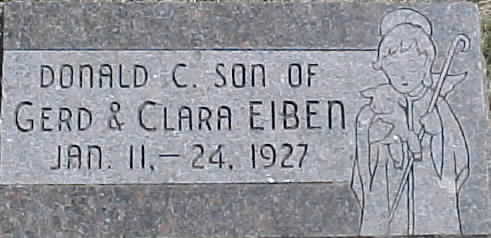 DONALD C. SON OF
GERD & CLARA EIBEN
JAN. 11, – 24, 1927